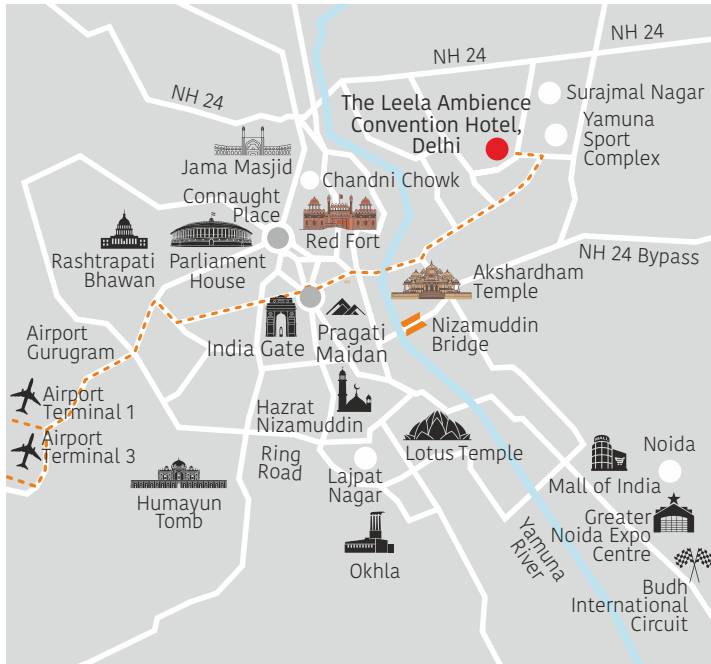 NH 24
NH 24
NH 24
The Leela Ambience
Convention Hotel,
Delhi
Surajmal Nagar
Yamuna
Sport
Complex
Jama Masjid
Chandni Chowk
Connaught
Place
Red Fort
Rashtrapati
Bhawan
Parliament
House
NH 24 Bypass
Akshardham
Temple
India Gate
Pragati
Maidan
Nizamuddin
Bridge
Airport
Gurugram
Airport
Terminal 1
Airport
Terminal 3
Hazrat
Nizamuddin
Ring
Road
Lajpat
Nagar
Lotus Temple
Noida
Mall of India
Humayun
Tomb
Greater
Noida Expo
Centre
Yamuna
River
Okhla
Budh
International
Circuit